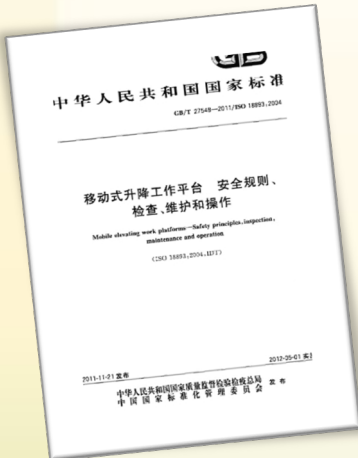 GB
中华人民共和国国家标准
GB/T 27548—2011/ISO 18893:2004
移动式升降工作平台 安全规则、
检查、维护和操作
Mobile elevating work platforms—Safety principles, inspection,
maintenance and operation
(ISO 18893:2004, IDT)
2011-11-21 发布
2012-05-01 实
中华人民共和国国家质量监督检验检疫总局
中国国家标准化管理委员会
发布